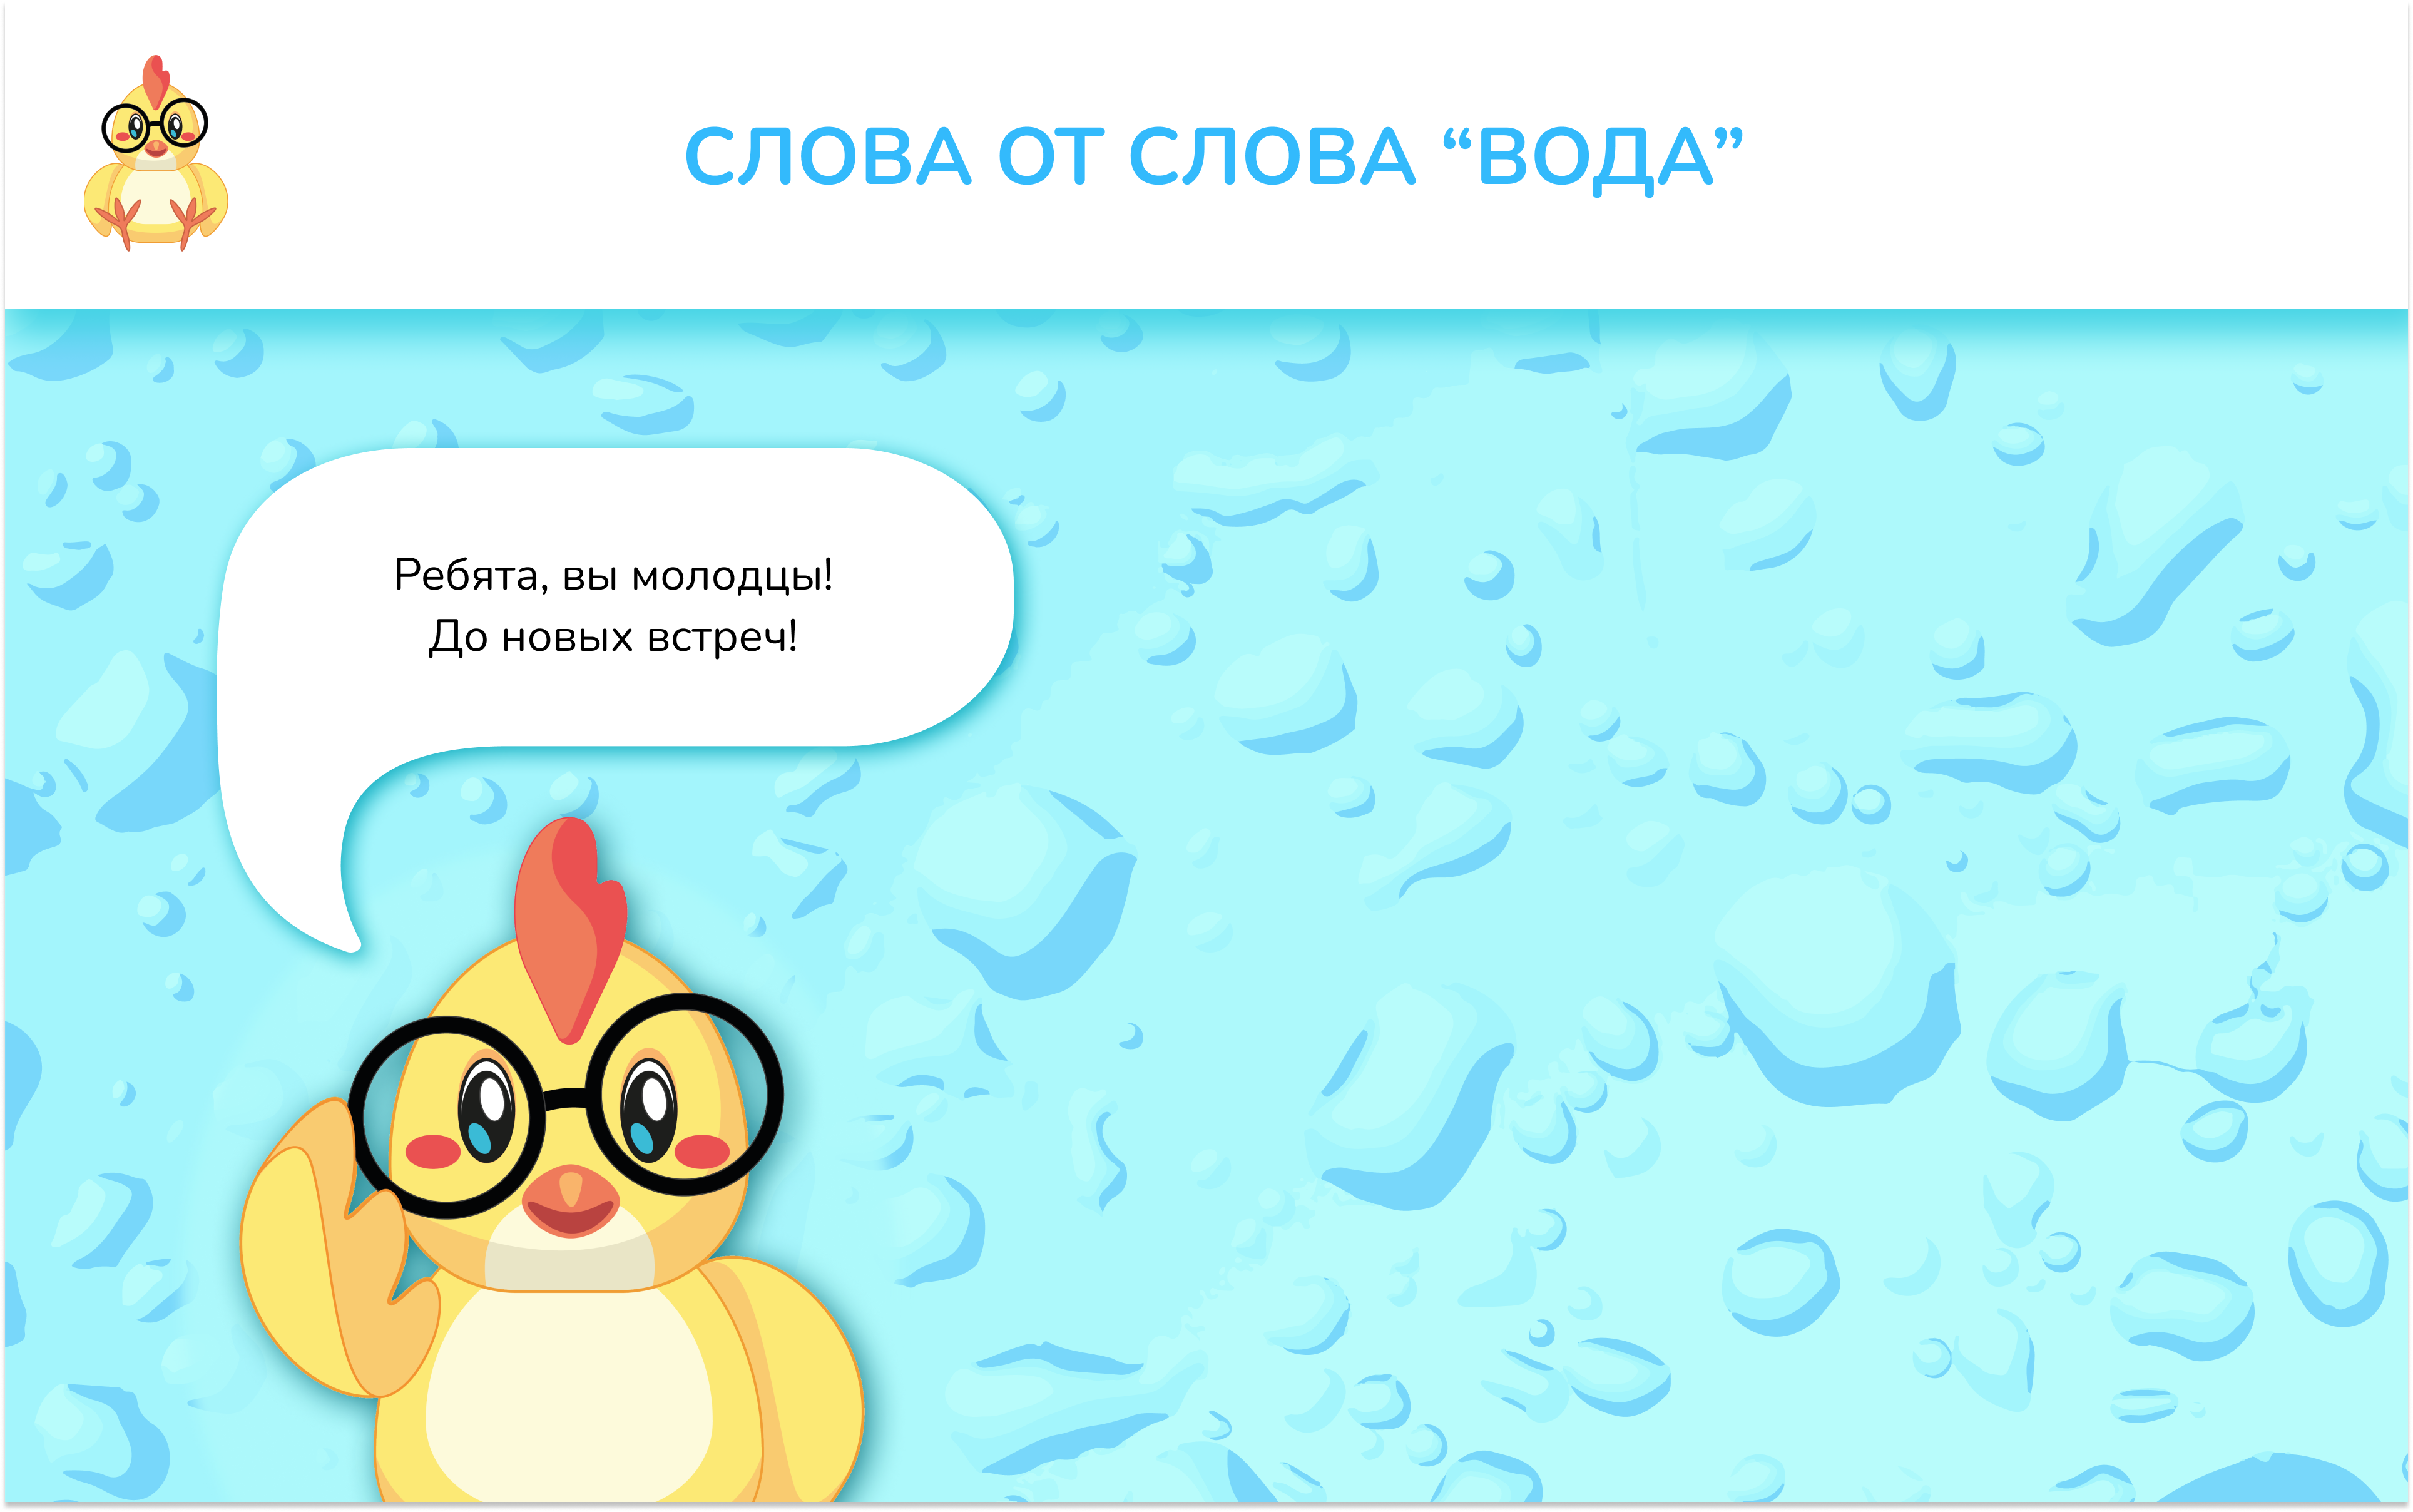 СЛОВА ОТ СЛОВА “ВОДА”
Ребята, вы молодцы!
До новых встреч!